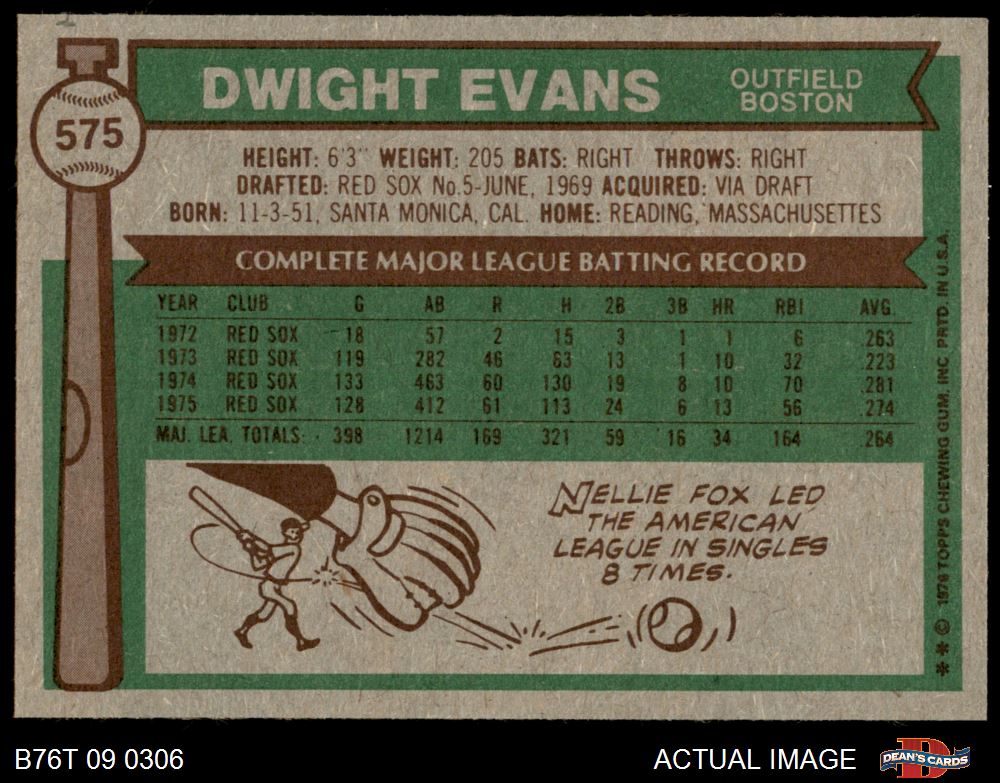 575
DWIGHT EVANS
OUTFIELD
BOSTON
HEIGHT: 6'3" WEIGHT: 205 BATS: RIGHT THROWS: RIGHT
DRAFTED: RED SOX No.5-JUNE, 1969 ACQUIRED: VIA DRAFT
BORN: 11-3-51, SANTA MONICA, CAL. HOME: READING, MASSACHUSETTES
COMPLETE MAJOR LEAGUE BATTING RECORD
YEAR CLUB G AB R H 2B 3B HR RBI AVG.
1972 RED SOX 18 57 2 15 3 1 1 6 .263
1973 RED SOX 119 282 46 63 13 1 10 32 .223
1974 RED SOX 133 463 60 130 19 8 10 70 .281
1975 RED SOX 128 412 61 113 24 6 13 56 .274
MAJ. LEA. TOTALS: 398 1214 169 321 59 16 34 164 .264
NELLIE FOX LED
THE AMERICAN
LEAGUE IN SINGLES
8 TIMES.
** © 1976 TOPPS CHEWING GUM, INC. PRTD. IN U.S.A.
B76T 09 0306
ACTUAL IMAGE
D
DEAN'S CARDS